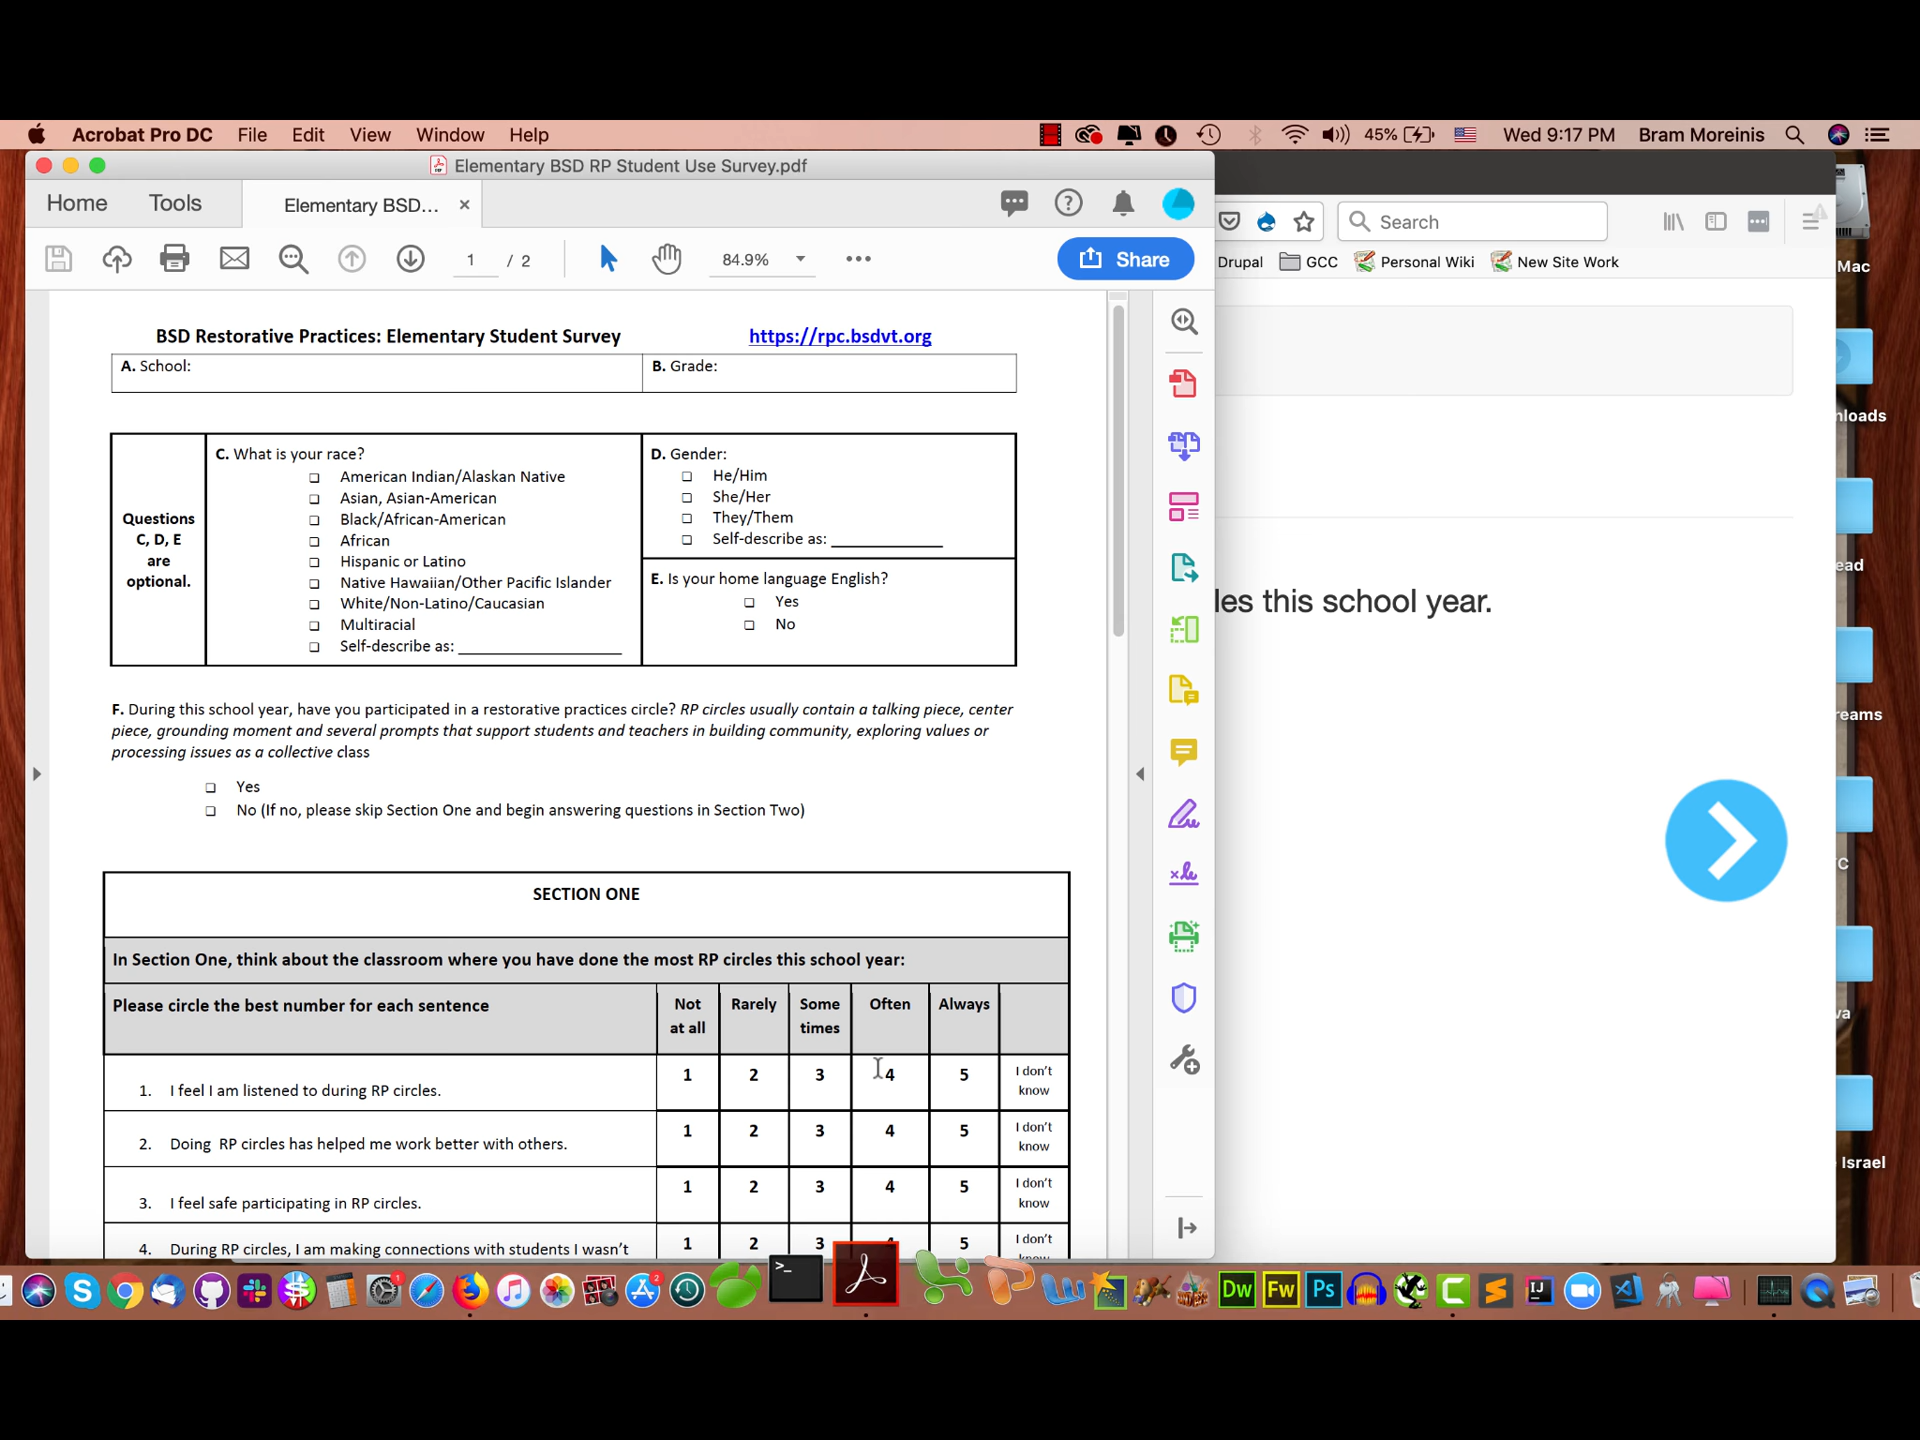 Acrobat Pro DC File Edit View Window Help 45% Wed 9:17 PM Bram Moreinis
Elementary BSD RP Student Use Survey.pdf
Home Tools Elementary BSD... ×
1 / 2 84.9% Share
Search
Drupal GCC Personal Wiki New Site Work
Mac
nloads
ead
reams
Israel
les this school year.
BSD Restorative Practices: Elementary Student Survey https://rpc.bsdvt.org
A. School: B. Grade:
Questions
C, D, E
are
optional.
C. What is your race?
American Indian/Alaskan Native
Asian, Asian-American
Black/African-American
African
Hispanic or Latino
Native Hawaiian/Other Pacific Islander
White/Non-Latino/Caucasian
Multiracial
Self-describe as:
D. Gender:
He/Him
She/Her
They/Them
Self-describe as:
E. Is your home language English?
Yes
No
F. During this school year, have you participated in a restorative practices circle? RP circles usually contain a talking piece, center
piece, grounding moment and several prompts that support students and teachers in building community, exploring values or
processing issues as a collective class
Yes
No (If no, please skip Section One and begin answering questions in Section Two)
SECTION ONE
In Section One, think about the classroom where you have done the most RP circles this school year:
Please circle the best number for each sentence Not at all Rarely Some times Often Always
1. I feel I am listened to during RP circles. 1 2 3 4 5 I don't know
2. Doing RP circles has helped me work better with others. 1 2 3 4 5 I don't know
3. I feel safe participating in RP circles. 1 2 3 4 5 I don't know
4. During RP circles, I am making connections with students I wasn't 1 2 3 4 5 I don't know
Dw Fw Ps IJ